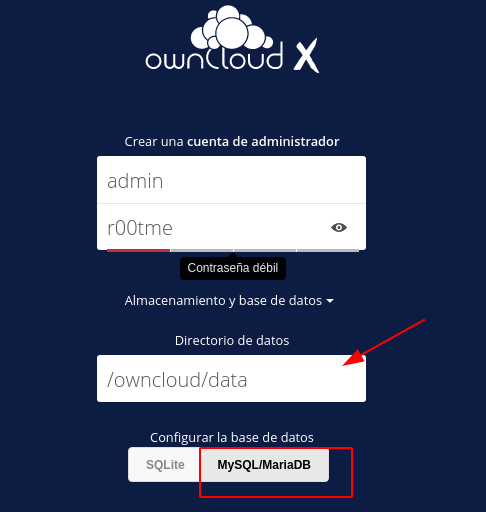 ownCloud X
Crear una cuenta de administrador
admin
r00tme
Contraseña débil
Almacenamiento y base de datos
Directorio de datos
/owncloud/data
Configurar la base de datos
SQLite MySQL/MariaDB